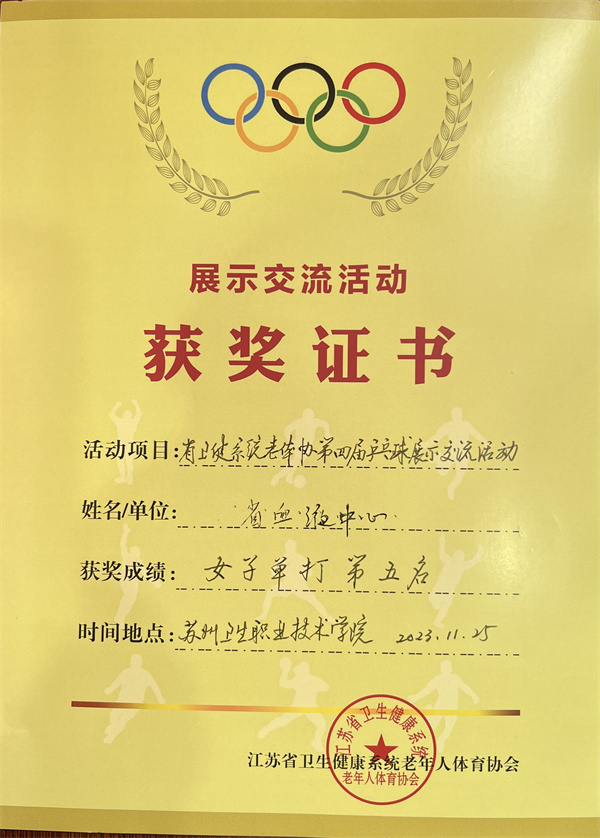 展示交流活动
获奖证书
活动项目:省卫健系统老体协第四届乒乓球展示交流活动
姓名/单位:省血液中心
获奖成绩:女子单打第五名
时间地点:苏州卫生职业技术学院 2023.11.25
江苏省卫生健康系统老年人体育协会
江苏省卫生健康系统
老年人体育协会